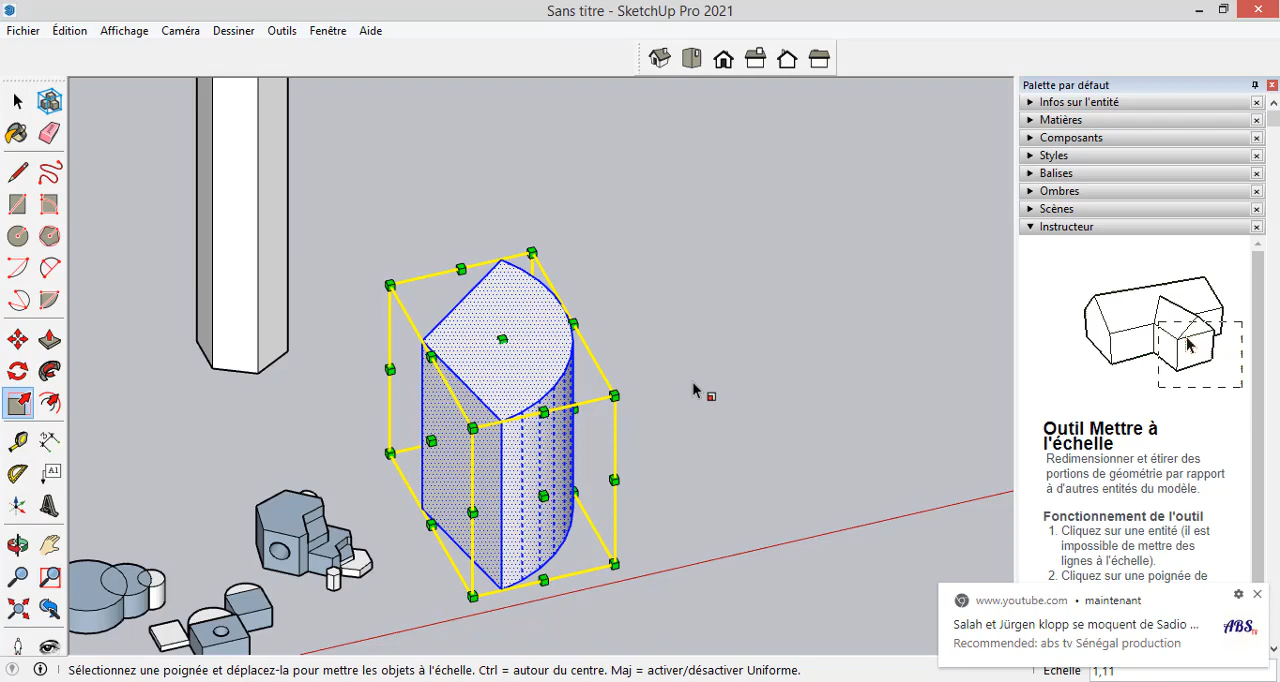 Sans titre - SketchUp Pro 2021
Fichier Édition Affichage Caméra Dessiner Outils Fenêtre Aide
Palette par défaut
Infos sur l'entité
Matières
Composants
Styles
Balises
Ombres
Scènes
Instructeur
Outil Mettre à
l'échelle
Redimensionner et étirer des
portions de géométrie par rapport
à d'autres entités du modèle.
Fonctionnement de l'outil
1. Cliquez sur une entité (il est
impossible de mettre des
lignes à l'échelle).
2. Cliquez sur une poignée de
www.youtube.com • maintenant
Salah et Jürgen klopp se moquent de Sadio ...
Recommended: abs tv Sénégal production
ABS
TV
AI
Sélectionnez une poignée et déplacez-la pour mettre les objets à l'échelle. Ctrl = autour du centre. Maj = activer/désactiver Uniforme.
Échelle 1,11